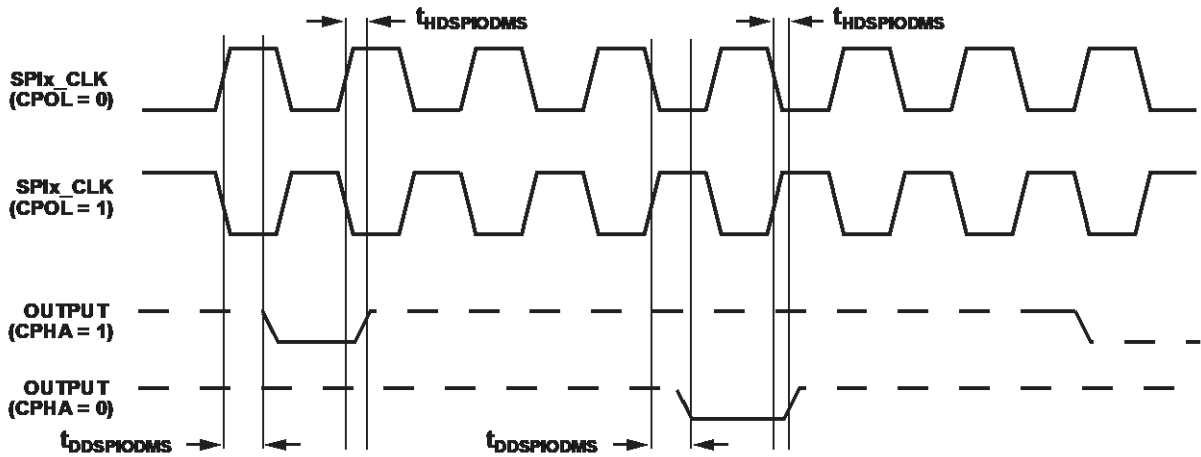 tHDSPIODMS
tHDSPIODMS
SPIx_CLK
(CPOL = 0)
SPIx_CLK
(CPOL = 1)
OUTPUT
(CPHA = 1)
OUTPUT
(CPHA = 0)
tDDSPIODMS
tDDSPIODMS